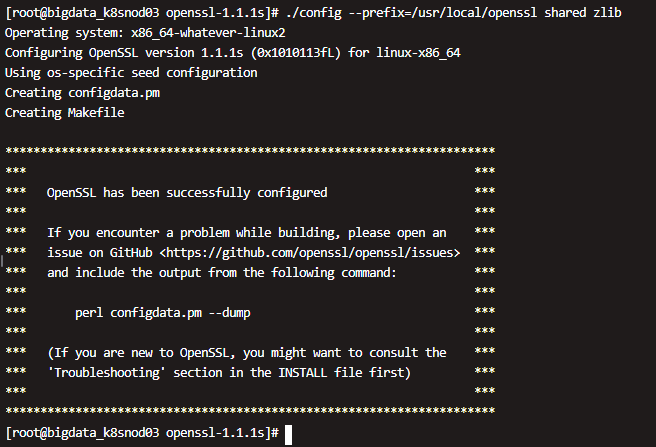 [root@bigdata_k8snod03 openssl-1.1.1s]# ./config --prefix=/usr/local/openssl shared zlib
Operating system: x86_64-whatever-linux2
Configuring OpenSSL version 1.1.1s (0x1010113fL) for linux-x86_64
Using os-specific seed configuration
Creating configdata.pm
Creating Makefile
**********************************************************************
***                                                                ***
***   OpenSSL has been successfully configured                     ***
***                                                                ***
***   If you encounter a problem while building, please open an    ***
***   issue on GitHub <https://github.com/openssl/openssl/issues>  ***
***   and include the output from the following command:           ***
***                                                                ***
***       perl configdata.pm --dump                                ***
***                                                                ***
***   (If you are new to OpenSSL, you might want to consult the    ***
***   'Troubleshooting' section in the INSTALL file first)         ***
***                                                                ***
**********************************************************************
[root@bigdata_k8snod03 openssl-1.1.1s]#